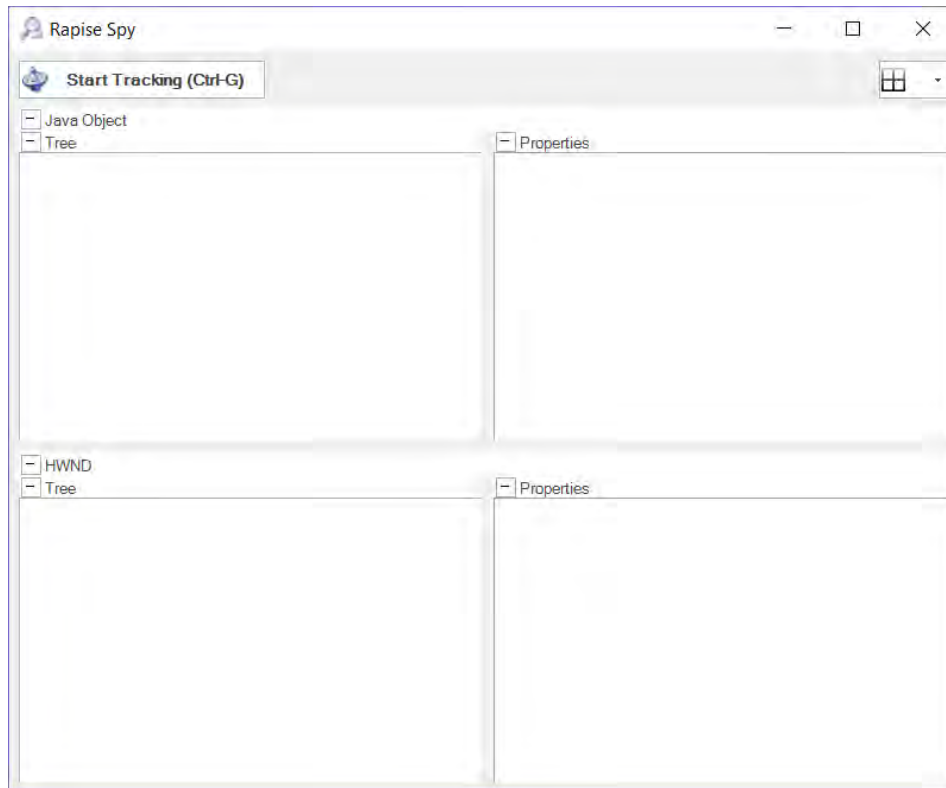 Rapise Spy
Start Tracking (Ctrl-G)
Java Object
Tree
Properties
HWND
Tree
Properties